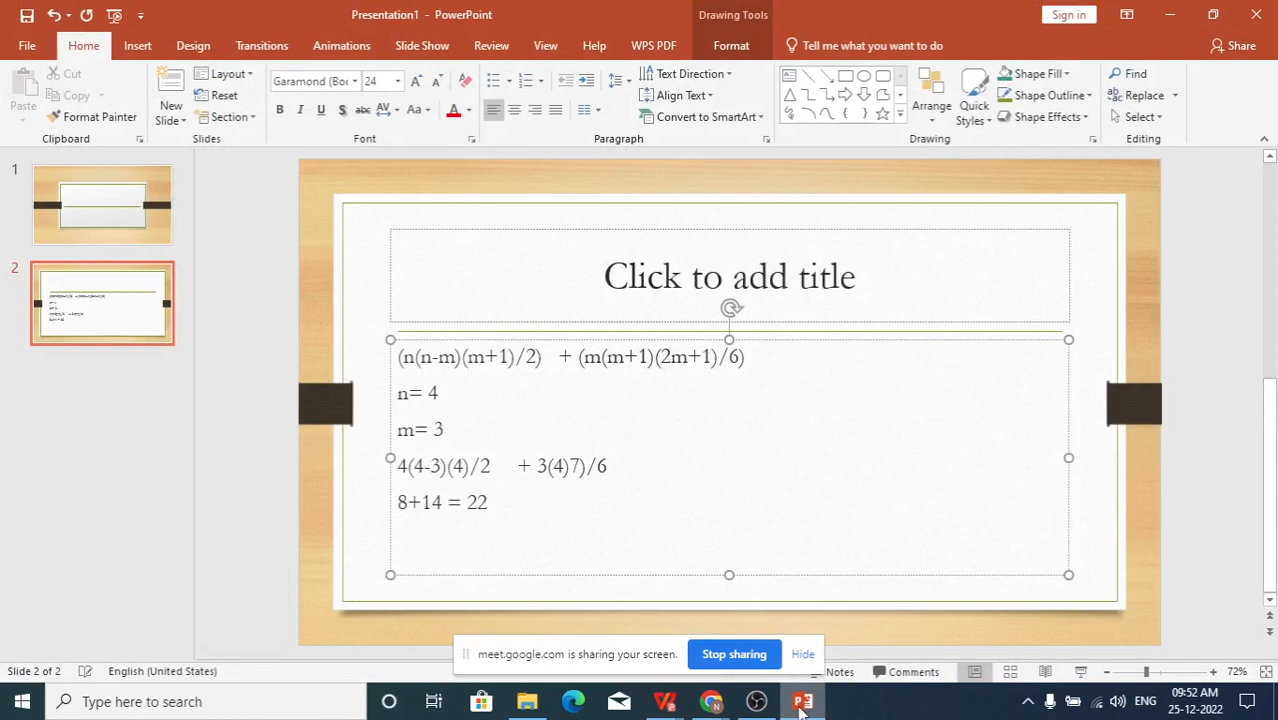 Presentation1 - PowerPoint
Drawing Tools
Sign in
File Home Insert Design Transitions Animations Slide Show Review View Help WPS PDF Format Tell me what you want to do Share
Paste
Cut
Copy
Format Painter
Clipboard
New Slide
Layout
Reset
Section
Slides
Garamond (Boc 24
Font
Text Direction
Align Text
Convert to SmartArt
Paragraph
Arrange
Quick Styles
Shape Fill
Shape Outline
Shape Effects
Drawing
Find
Replace
Select
Editing
1
2
Click to add title
(n(n-m)(m+1)/2) + (m(m+1)(2m+1)/6)
n= 4
m= 3
4(4-3)(4)/2 + 3(4)7)/6
8+14 = 22
meet.google.com is sharing your screen. Stop sharing Hide
Slide 2 of 2 English (United States) Notes Comments 72%
Type here to search
ENG
09:52 AM
25-12-2022